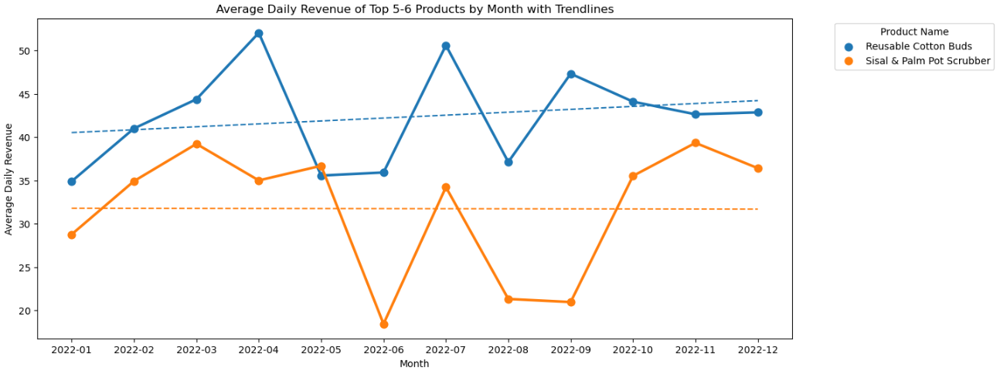 Average Daily Revenue of Top 5-6 Products by Month with Trendlines
Product Name
Reusable Cotton Buds
Sisal & Palm Pot Scrubber
Average Daily Revenue
50
45
40
35
30
25
20
2022-01 2022-02 2022-03 2022-04 2022-05 2022-06 2022-07 2022-08 2022-09 2022-10 2022-11 2022-12
Month